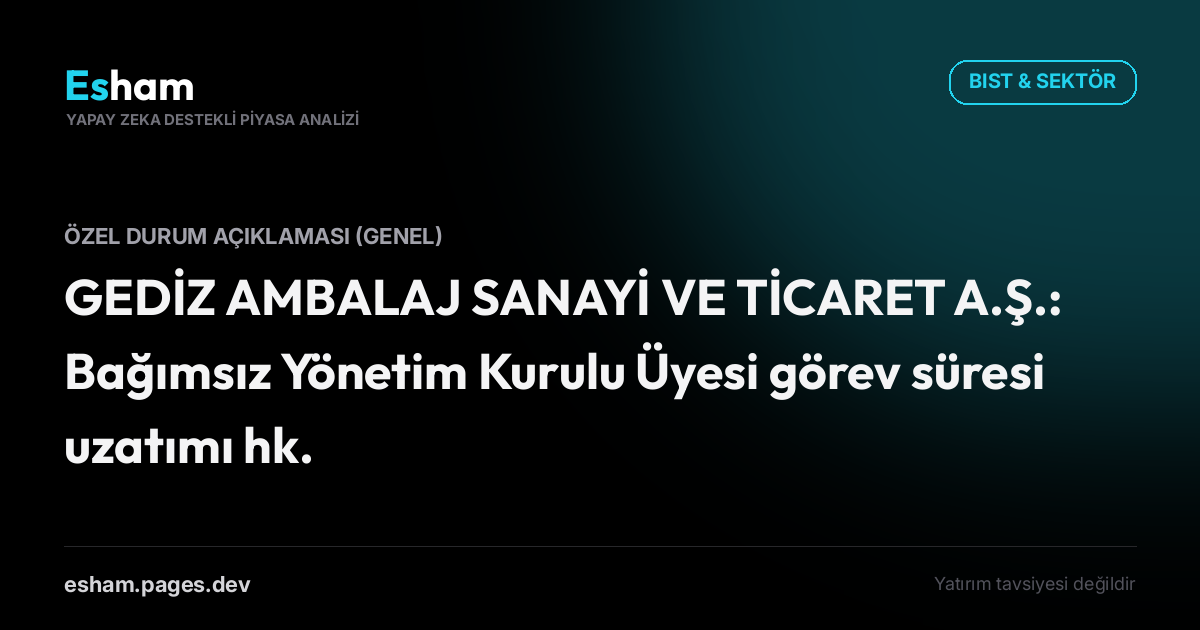 Esham
YAPAY ZEKA DESTEKLİ PİYASA ANALİZİ
BIST & SEKTÖR
ÖZEL DURUM AÇIKLAMASI (GENEL)
GEDİZ AMBALAJ SANAYİ VE TİCARET A.Ş.:
Bağımsız Yönetim Kurulu Üyesi görev süresi
uzatımı hk.
esham.pages.dev
Yatırım tavsiyesi değildir